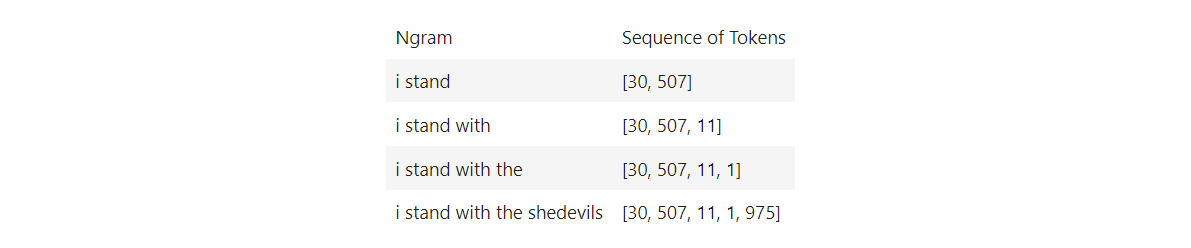 Ngram Sequence of Tokens
i stand [30, 507]
i stand with [30, 507, 11]
i stand with the [30, 507, 11, 1]
i stand with the shedevils [30, 507, 11, 1, 975]